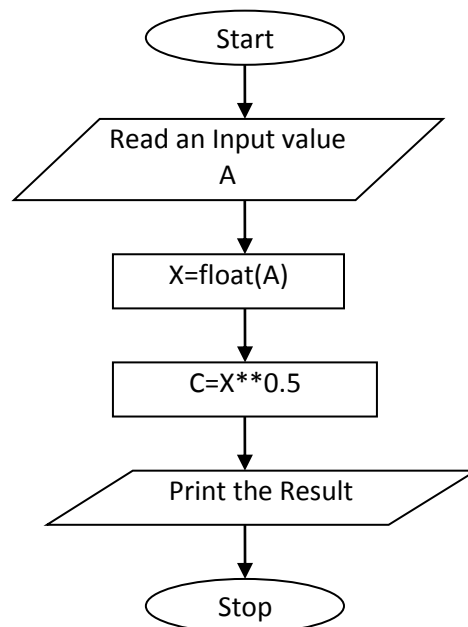 Start
Read an Input value
A
X=float(A)
C=X**0.5
Print the Result
Stop